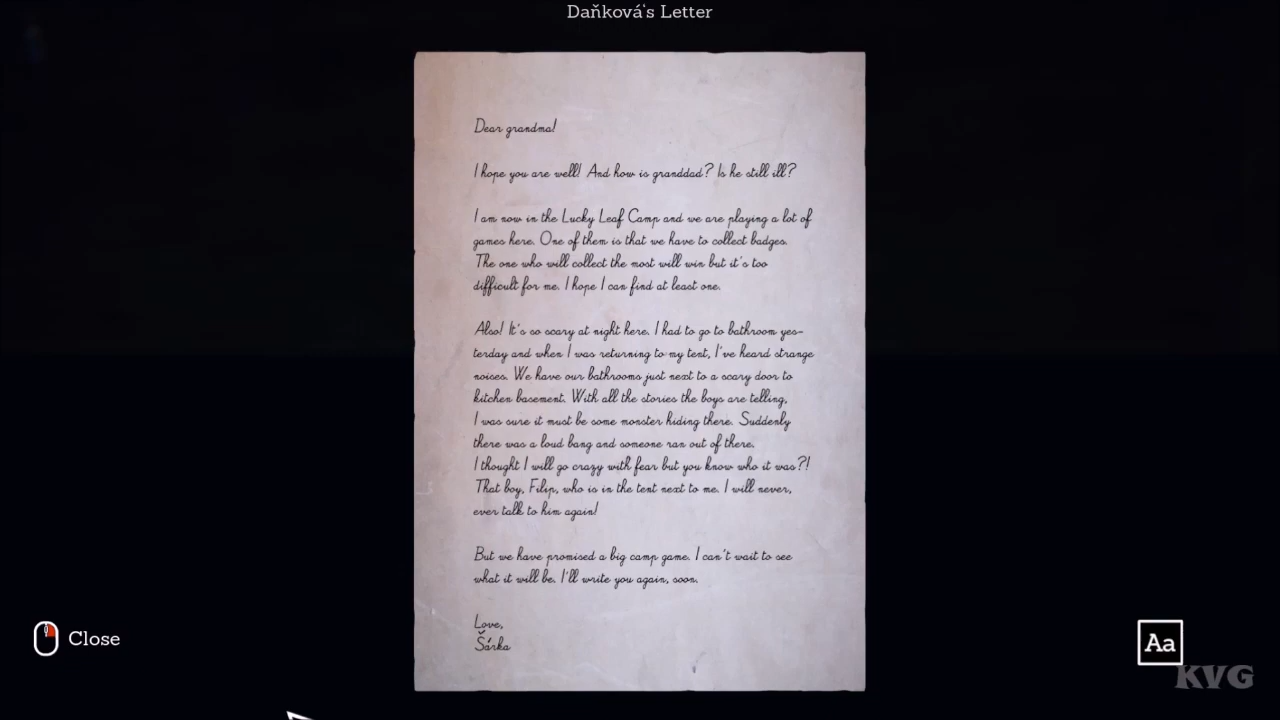 Daňková's Letter
Dear grandma!
I hope you are well! And how is granddad? Is he still ill?
I am now in the Lucky Leaf Camp and we are playing a lot of
games here. One of them is that we have to collect badges.
The one who will collect the most will win but it's too
difficult for me. I hope I can find at least one.
Also! It's so scary at night here. I had to go to bathroom yes-
terday and when I was returning to my tent, I've heard strange
noises. We have our bathrooms just next to a scary door to
kitchen basement. With all the stories the boys are telling,
I was sure it must be some monster hiding there. Suddenly
there was a loud bang and someone ran out of there.
I thought I will go crazy with fear but you know who it was?!
That boy, Filip, who is in the tent next to me. I will never,
ever talk to him again!
But we have promised a big camp game. I can't wait to see
what it will be. I'll write you again, soon.
Love,
Šárka
Close
Aa
KVG